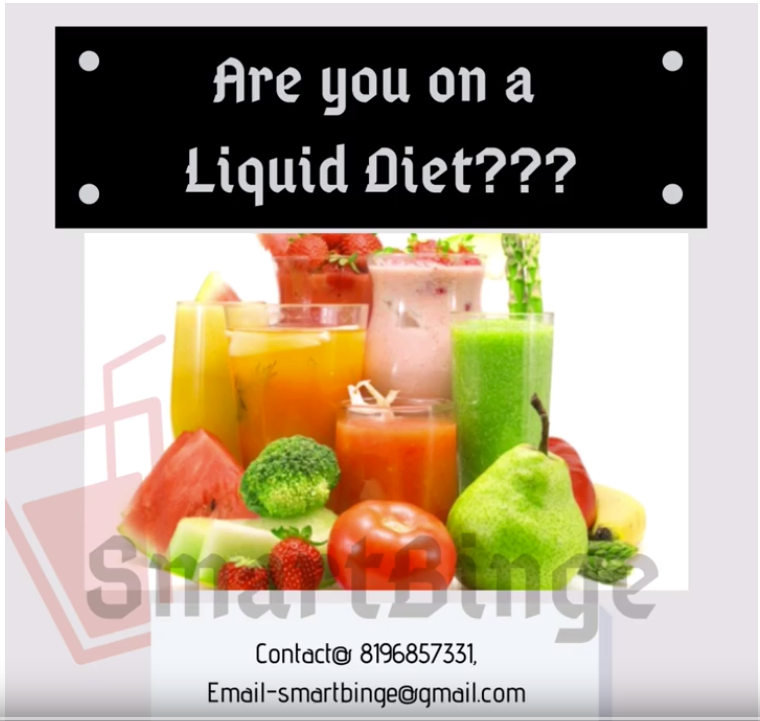 Are you on a
Liquid Diet???
SmartBinge
Contact@ 8196857331,
Email-smartbinge@gmail.com